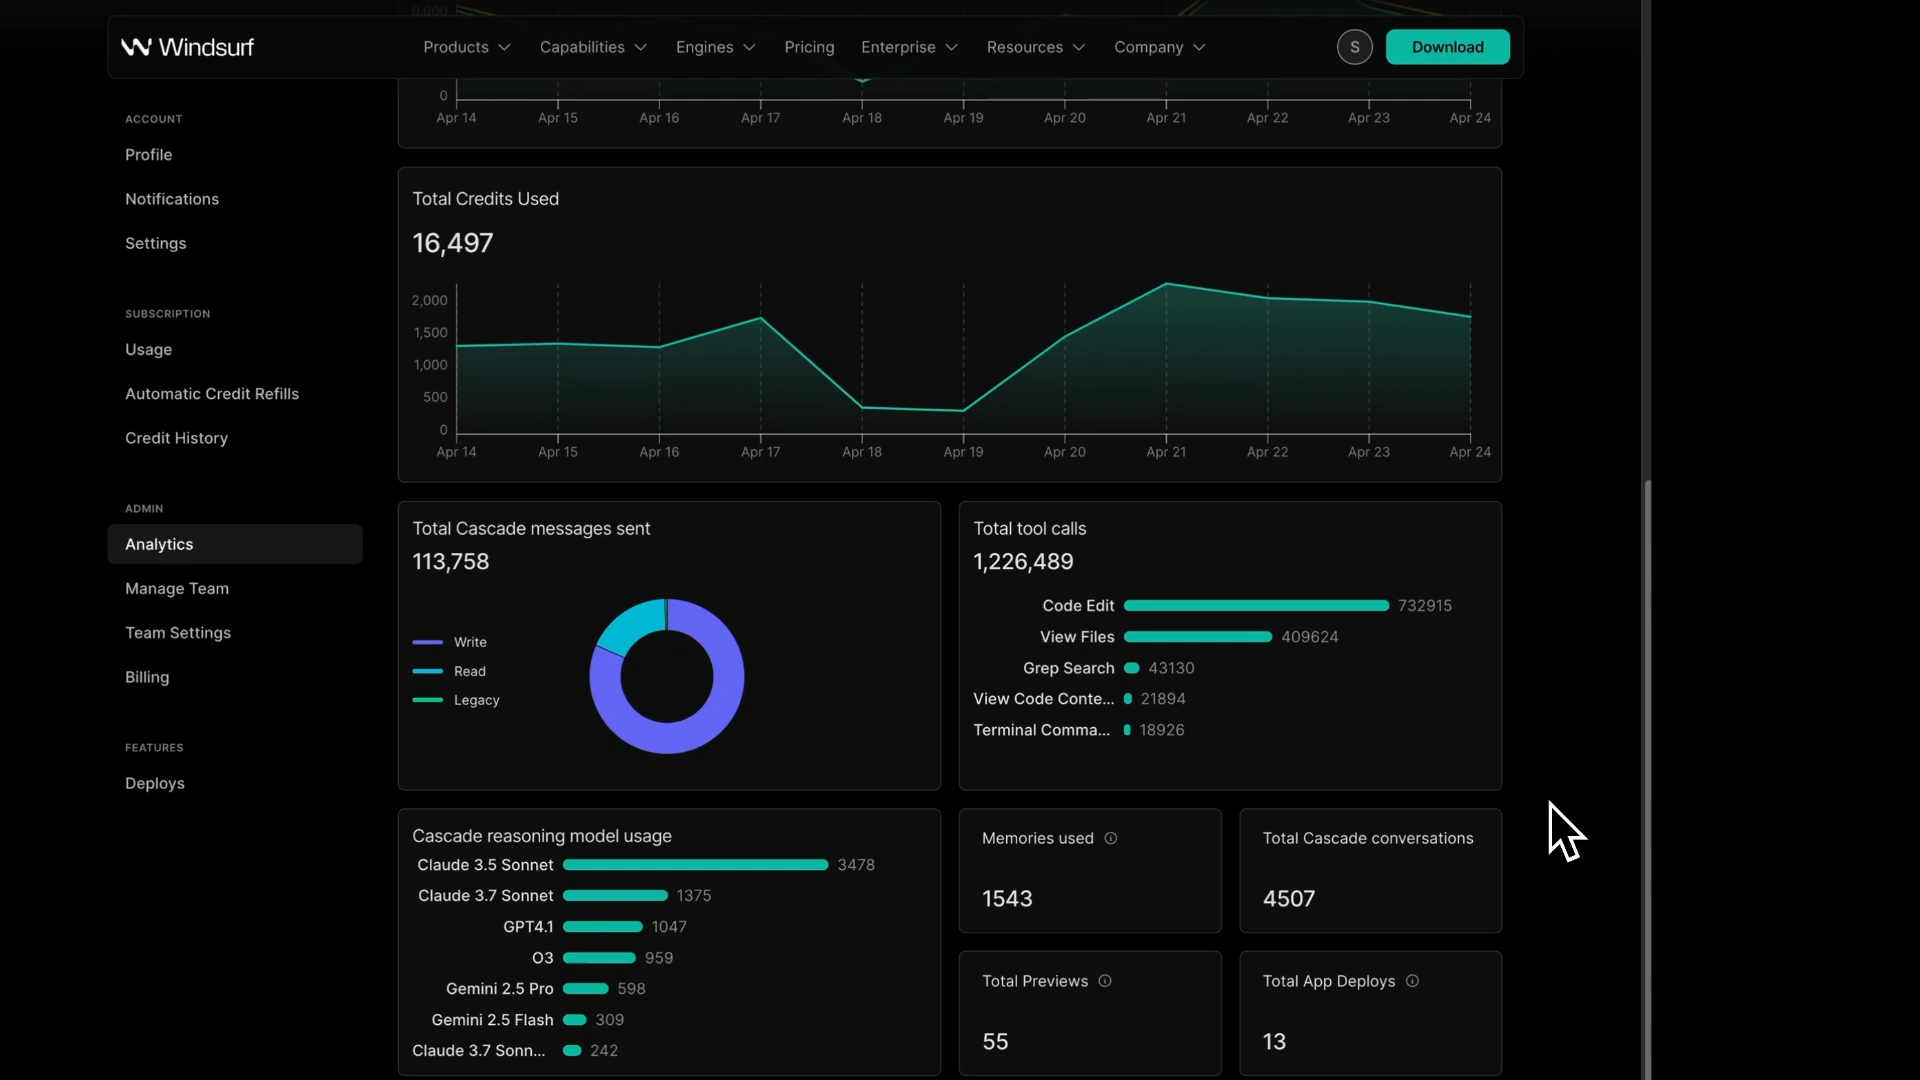 Windsurf
Products
Capabilities
Engines
Pricing
Enterprise
Resources
Company
S
Download
0
Apr 14 Apr 15 Apr 16 Apr 17 Apr 18 Apr 19 Apr 20 Apr 21 Apr 22 Apr 23 Apr 24
ACCOUNT
Profile
Notifications
Settings
SUBSCRIPTION
Usage
Automatic Credit Refills
Credit History
ADMIN
Analytics
Manage Team
Team Settings
Billing
FEATURES
Deploys
Total Credits Used
16,497
2,000
1,500
1,000
500
0
Apr 14 Apr 15 Apr 16 Apr 17 Apr 18 Apr 19 Apr 20 Apr 21 Apr 22 Apr 23 Apr 24
Total Cascade messages sent
113,758
Write
Read
Legacy
Total tool calls
1,226,489
Code Edit 732915
View Files 409624
Grep Search 43130
View Code Conte... 21894
Terminal Comma... 18926
Cascade reasoning model usage
Claude 3.5 Sonnet 3478
Claude 3.7 Sonnet 1375
GPT4.1 1047
O3 959
Gemini 2.5 Pro 598
Gemini 2.5 Flash 309
Claude 3.7 Sonn... 242
Memories used
1543
Total Cascade conversations
4507
Total Previews
55
Total App Deploys
13